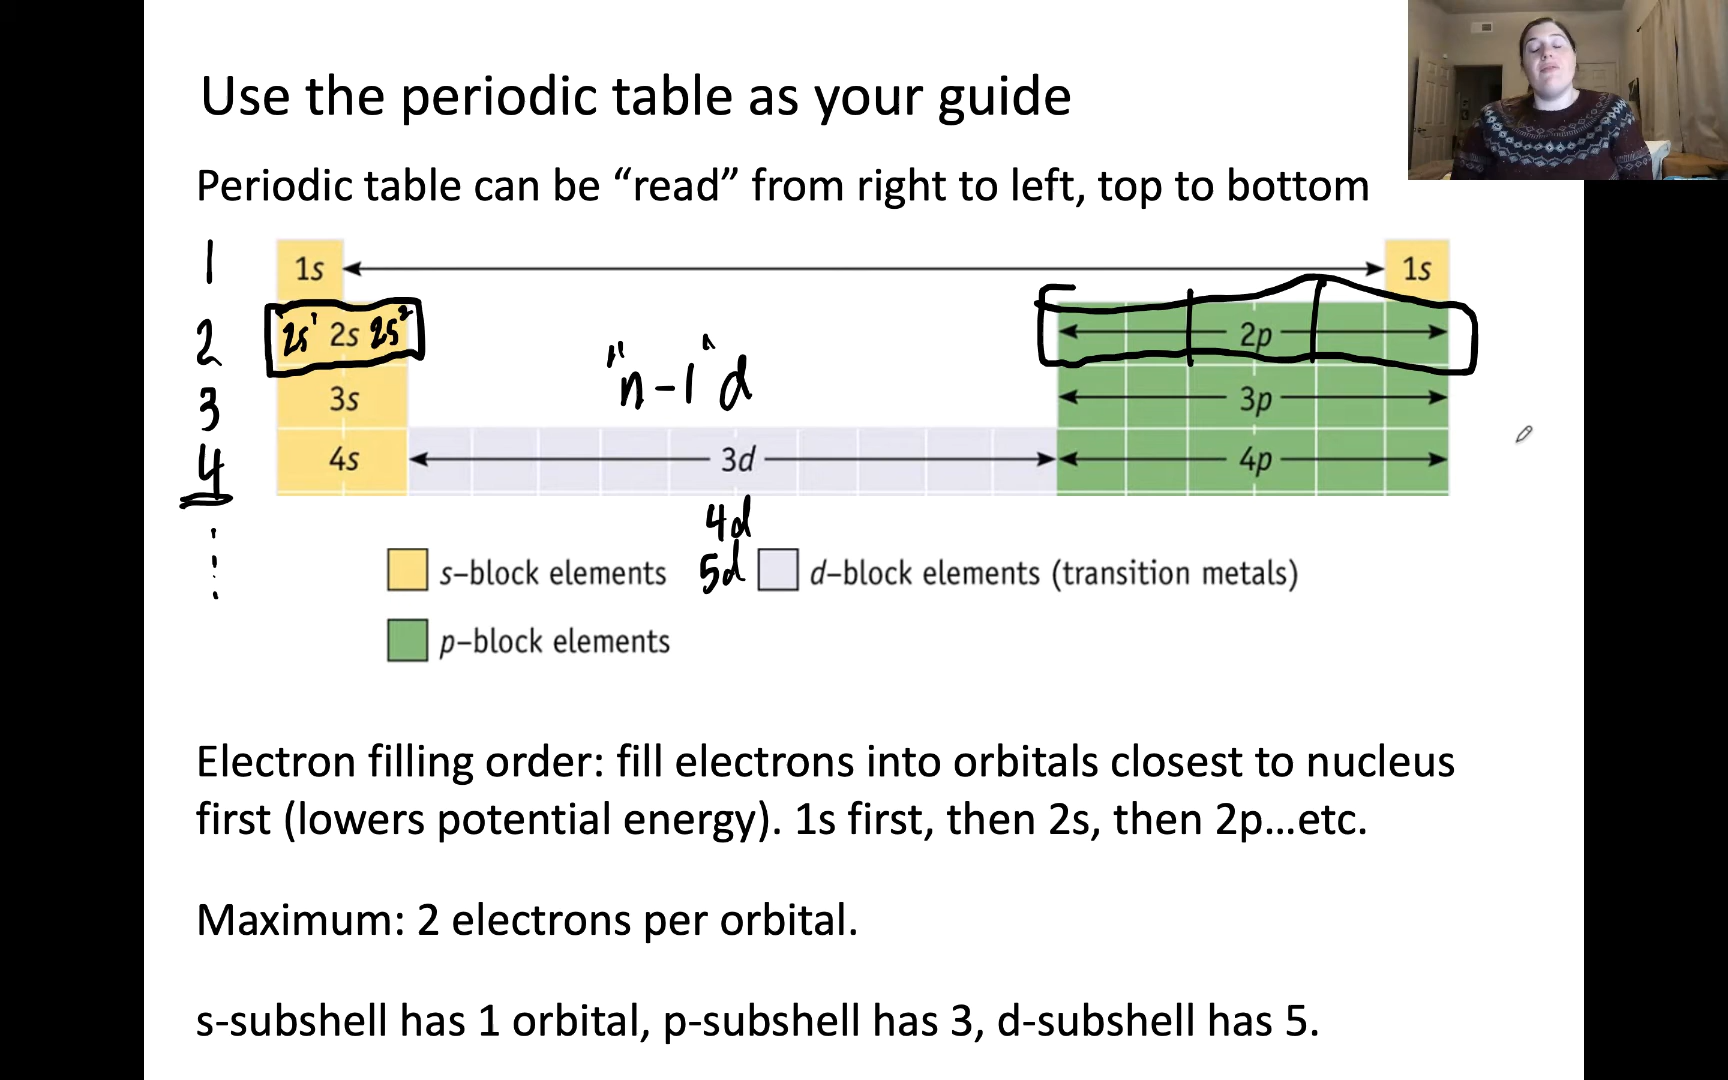 Use the periodic table as your guide
Periodic table can be “read” from right to left, top to bottom
1 1s 1s
2 2s¹ 2s 2s² 2p
3 3s "n-1" d 3p
4 4s 3d 4p
4d
5d
s–block elements d–block elements (transition metals)
p–block elements
Electron filling order: fill electrons into orbitals closest to nucleus
first (lowers potential energy). 1s first, then 2s, then 2p...etc.
Maximum: 2 electrons per orbital.
s-subshell has 1 orbital, p-subshell has 3, d-subshell has 5.